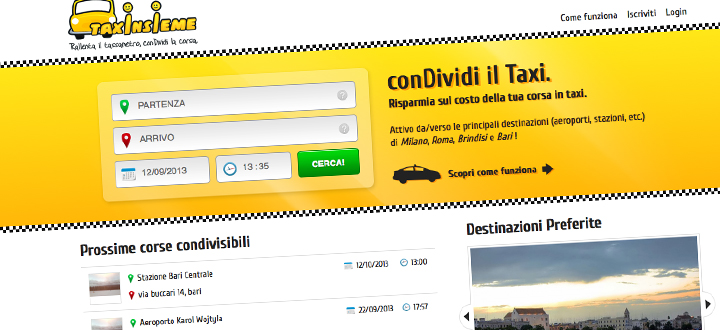 TAXINSIEME
Rallenta il tassametro, conDividi la corsa.
Come funziona Iscriviti Login
PARTENZA
?
ARRIVO
?
12/09/2013
13:35
CERCA!
conDividi il Taxi.
Risparmia sul costo della tua corsa in taxi.
Attivo da/verso le principali destinazioni (aeroporti, stazioni, etc.)
di Milano, Roma, Brindisi e Bari!
Scopri come funziona
Prossime corse condivisibili
Stazione Bari Centrale
12/10/2013 13:00
via buccari 14, bari
Aeroporto Karol Wojtyla
22/09/2013 17:57
Destinazioni Preferite